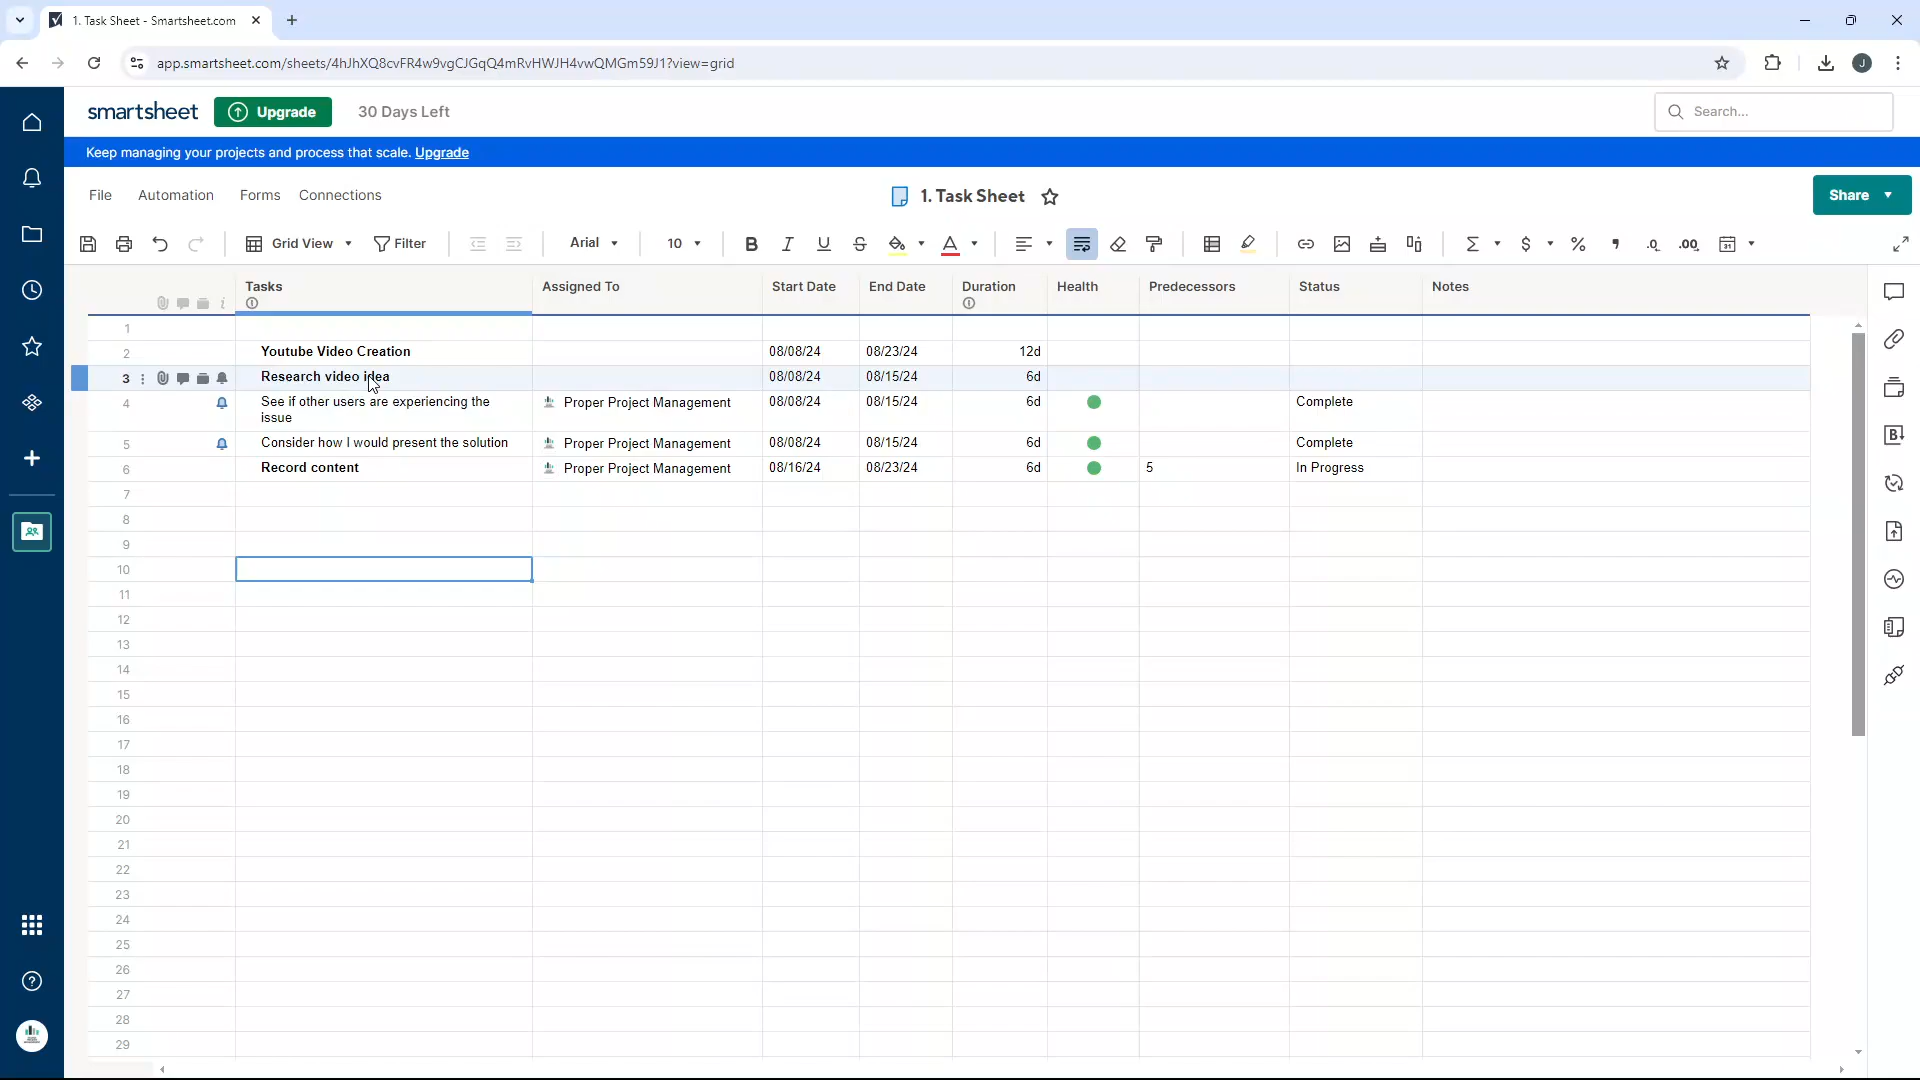 1. Task Sheet - Smartsheet.com
app.smartsheet.com/sheets/4hJhXQ8cvFR4w9vgCJGqQ4mRvHWJH4vwQMGm59J1?view=grid
J
smartsheet
Upgrade
30 Days Left
Search...
Keep managing your projects and process that scale. Upgrade
File
Automation
Forms
Connections
1. Task Sheet
Share
Grid View
Filter
Arial
10
B
I
U
S
A
Σ
$
%
,
.0
.00
31
Tasks
Assigned To
Start Date
End Date
Duration
Health
Predecessors
Status
Notes
1
2 Youtube Video Creation 08/08/24 08/23/24 12d
3 Research video idea 08/08/24 08/15/24 6d
4 See if other users are experiencing the Proper Project Management 08/08/24 08/15/24 6d Complete
issue
5 Consider how I would present the solution Proper Project Management 08/08/24 08/15/24 6d Complete
6 Record content Proper Project Management 08/16/24 08/23/24 6d 5 In Progress
7
8
9
10
11
12
13
14
15
16
17
18
19
20
21
22
23
24
25
26
27
28
29